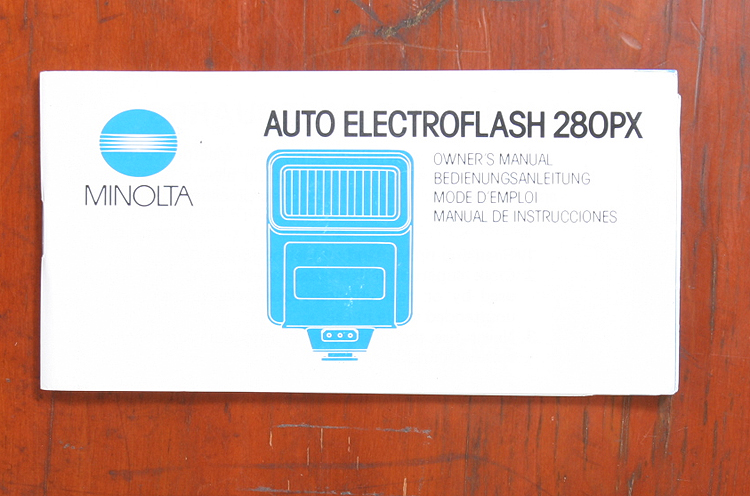 MINOLTA
AUTO ELECTROFLASH 280PX
OWNER'S MANUAL
BEDIENUNGSANLEITUNG
MODE D'EMPLOI
MANUAL DE INSTRUCCIONES